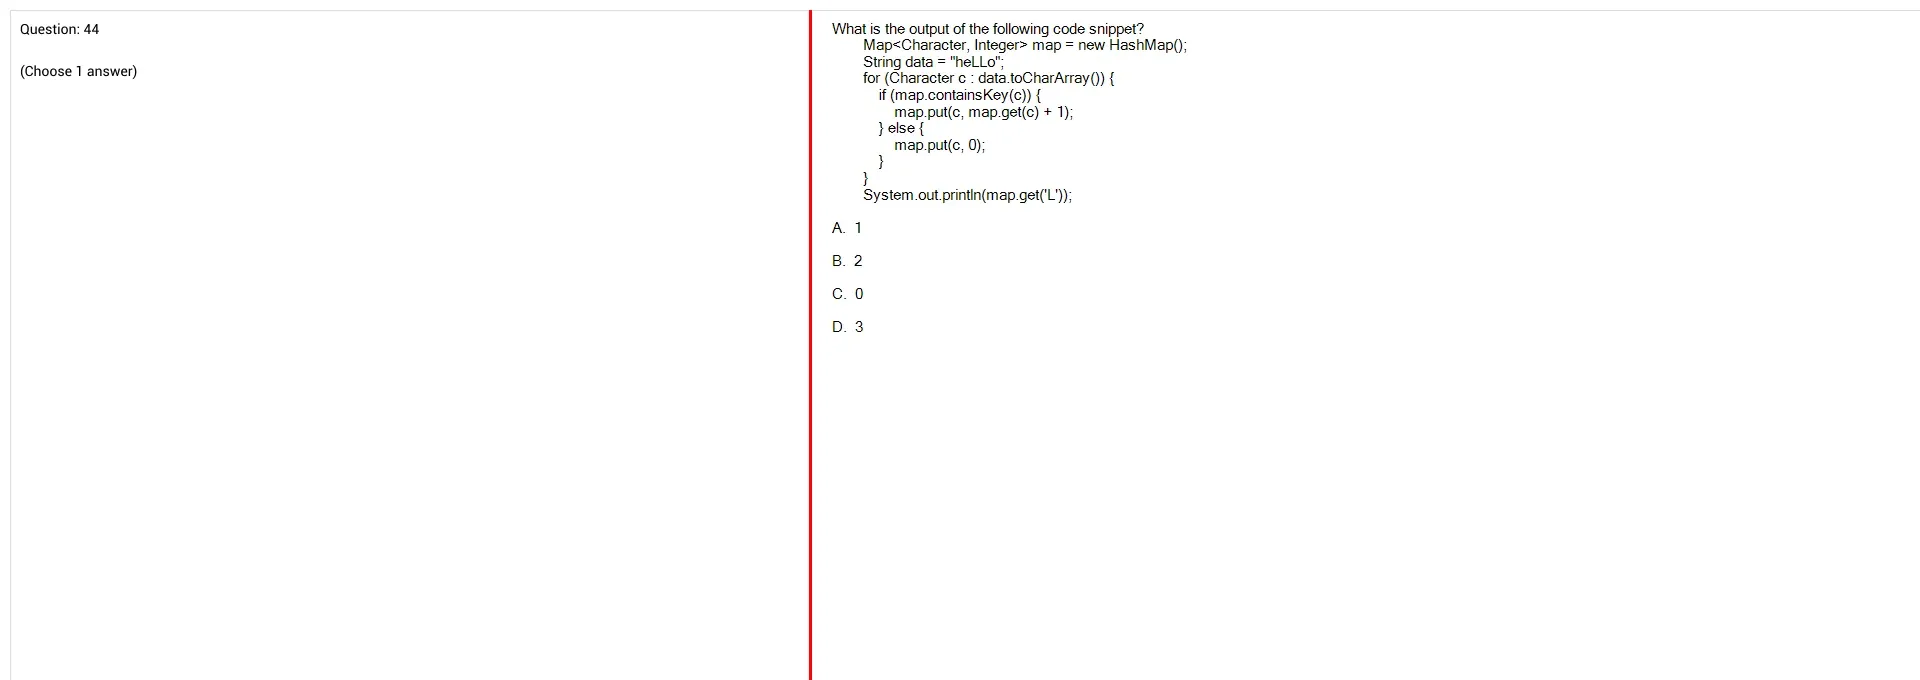 Question: 44
(Choose 1 answer)
What is the output of the following code snippet?
Map<Character, Integer> map = new HashMap();
String data = "heLLo";
for (Character c : data.toCharArray()) {
if (map.containsKey(c)) {
map.put(c, map.get(c) + 1);
} else {
map.put(c, 0);
}
}
System.out.println(map.get('L'));
A. 1
B. 2
C. 0
D. 3